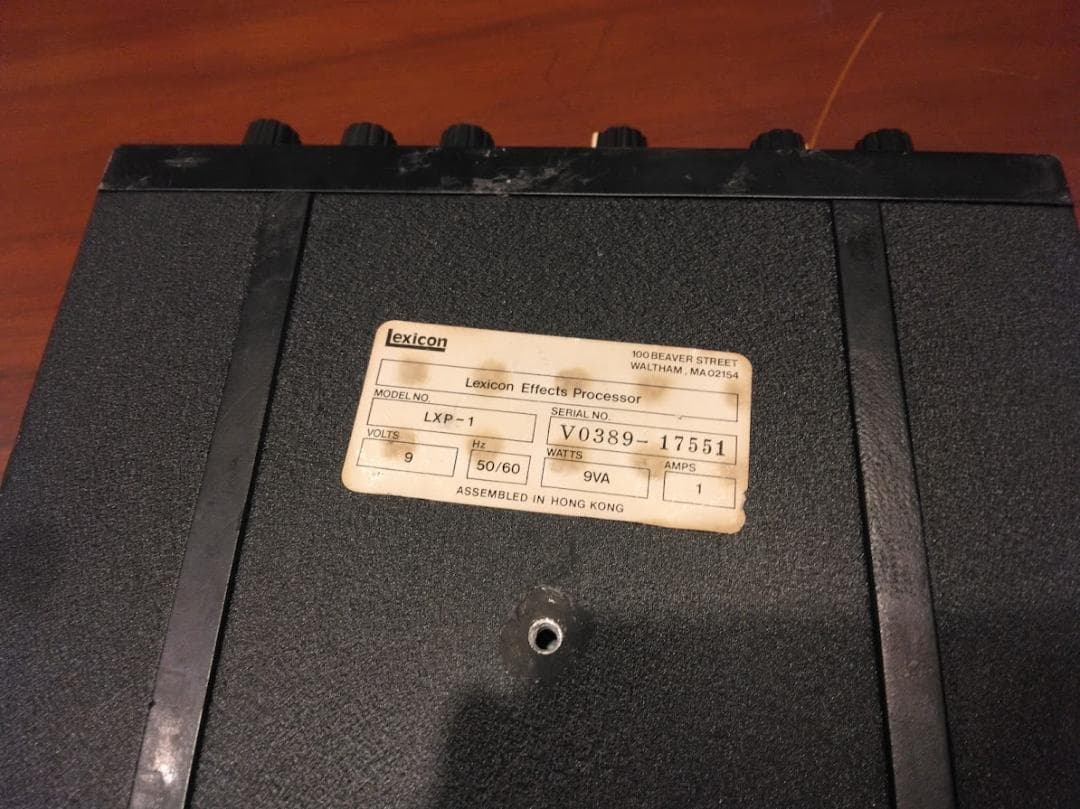 Lexicon
100 BEAVER STREET
WALTHAM, MA 02154
Lexicon Effects Processor
MODEL NO.
LXP-1
SERIAL NO.
V0389-17551
VOLTS
9
Hz
50/60
WATTS
9VA
AMPS
1
ASSEMBLED IN HONG KONG